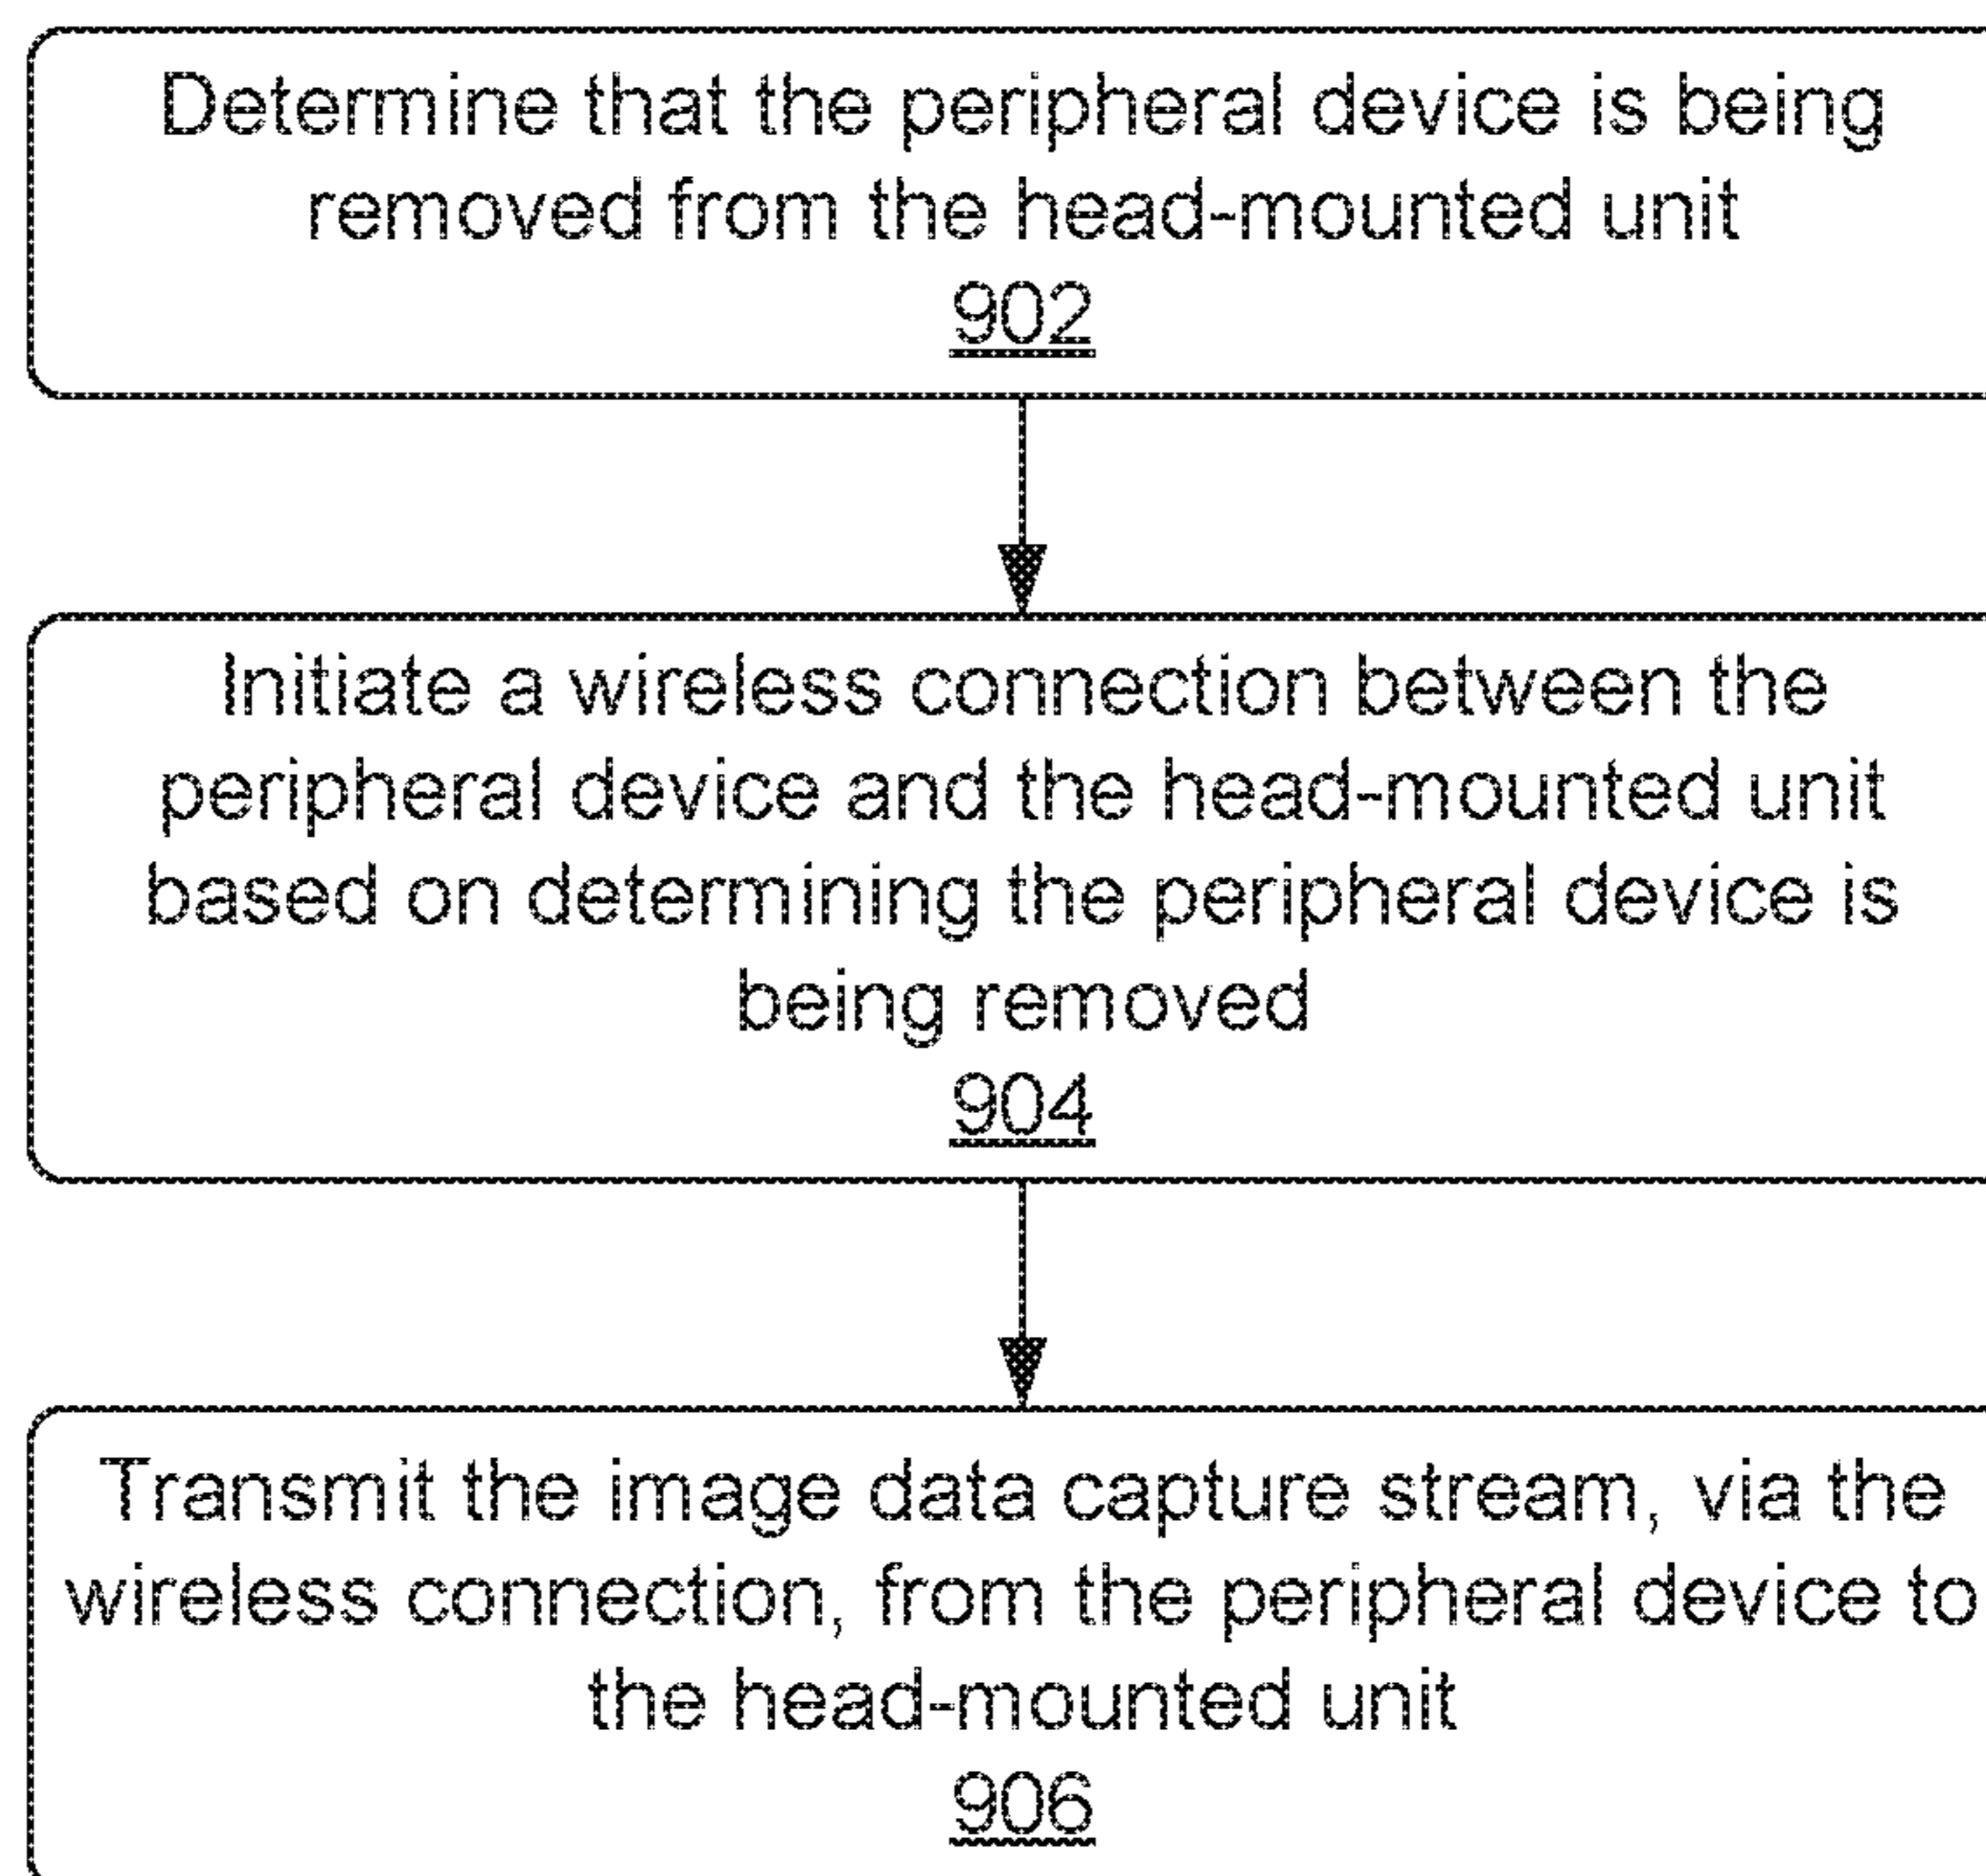 Determine that the peripheral device is being
removed from the head-mounted unit
902
Initiate a wireless connection between the
peripheral device and the head-mounted unit
based on determining the peripheral device is
being removed
904
Transmit the image data capture stream, via the
wireless connection, from the peripheral device to
the head-mounted unit
906